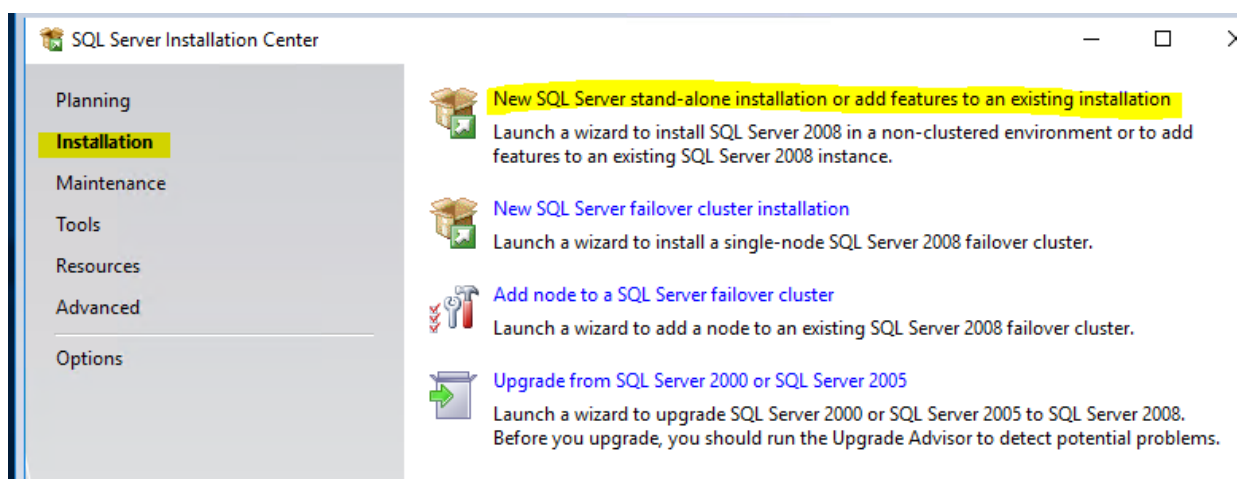 SQL Server Installation Center
Planning
Installation
Maintenance
Tools
Resources
Advanced
Options
New SQL Server stand-alone installation or add features to an existing installation
Launch a wizard to install SQL Server 2008 in a non-clustered environment or to add
features to an existing SQL Server 2008 instance.
New SQL Server failover cluster installation
Launch a wizard to install a single-node SQL Server 2008 failover cluster.
Add node to a SQL Server failover cluster
Launch a wizard to add a node to an existing SQL Server 2008 failover cluster.
Upgrade from SQL Server 2000 or SQL Server 2005
Launch a wizard to upgrade SQL Server 2000 or SQL Server 2005 to SQL Server 2008.
Before you upgrade, you should run the Upgrade Advisor to detect potential problems.